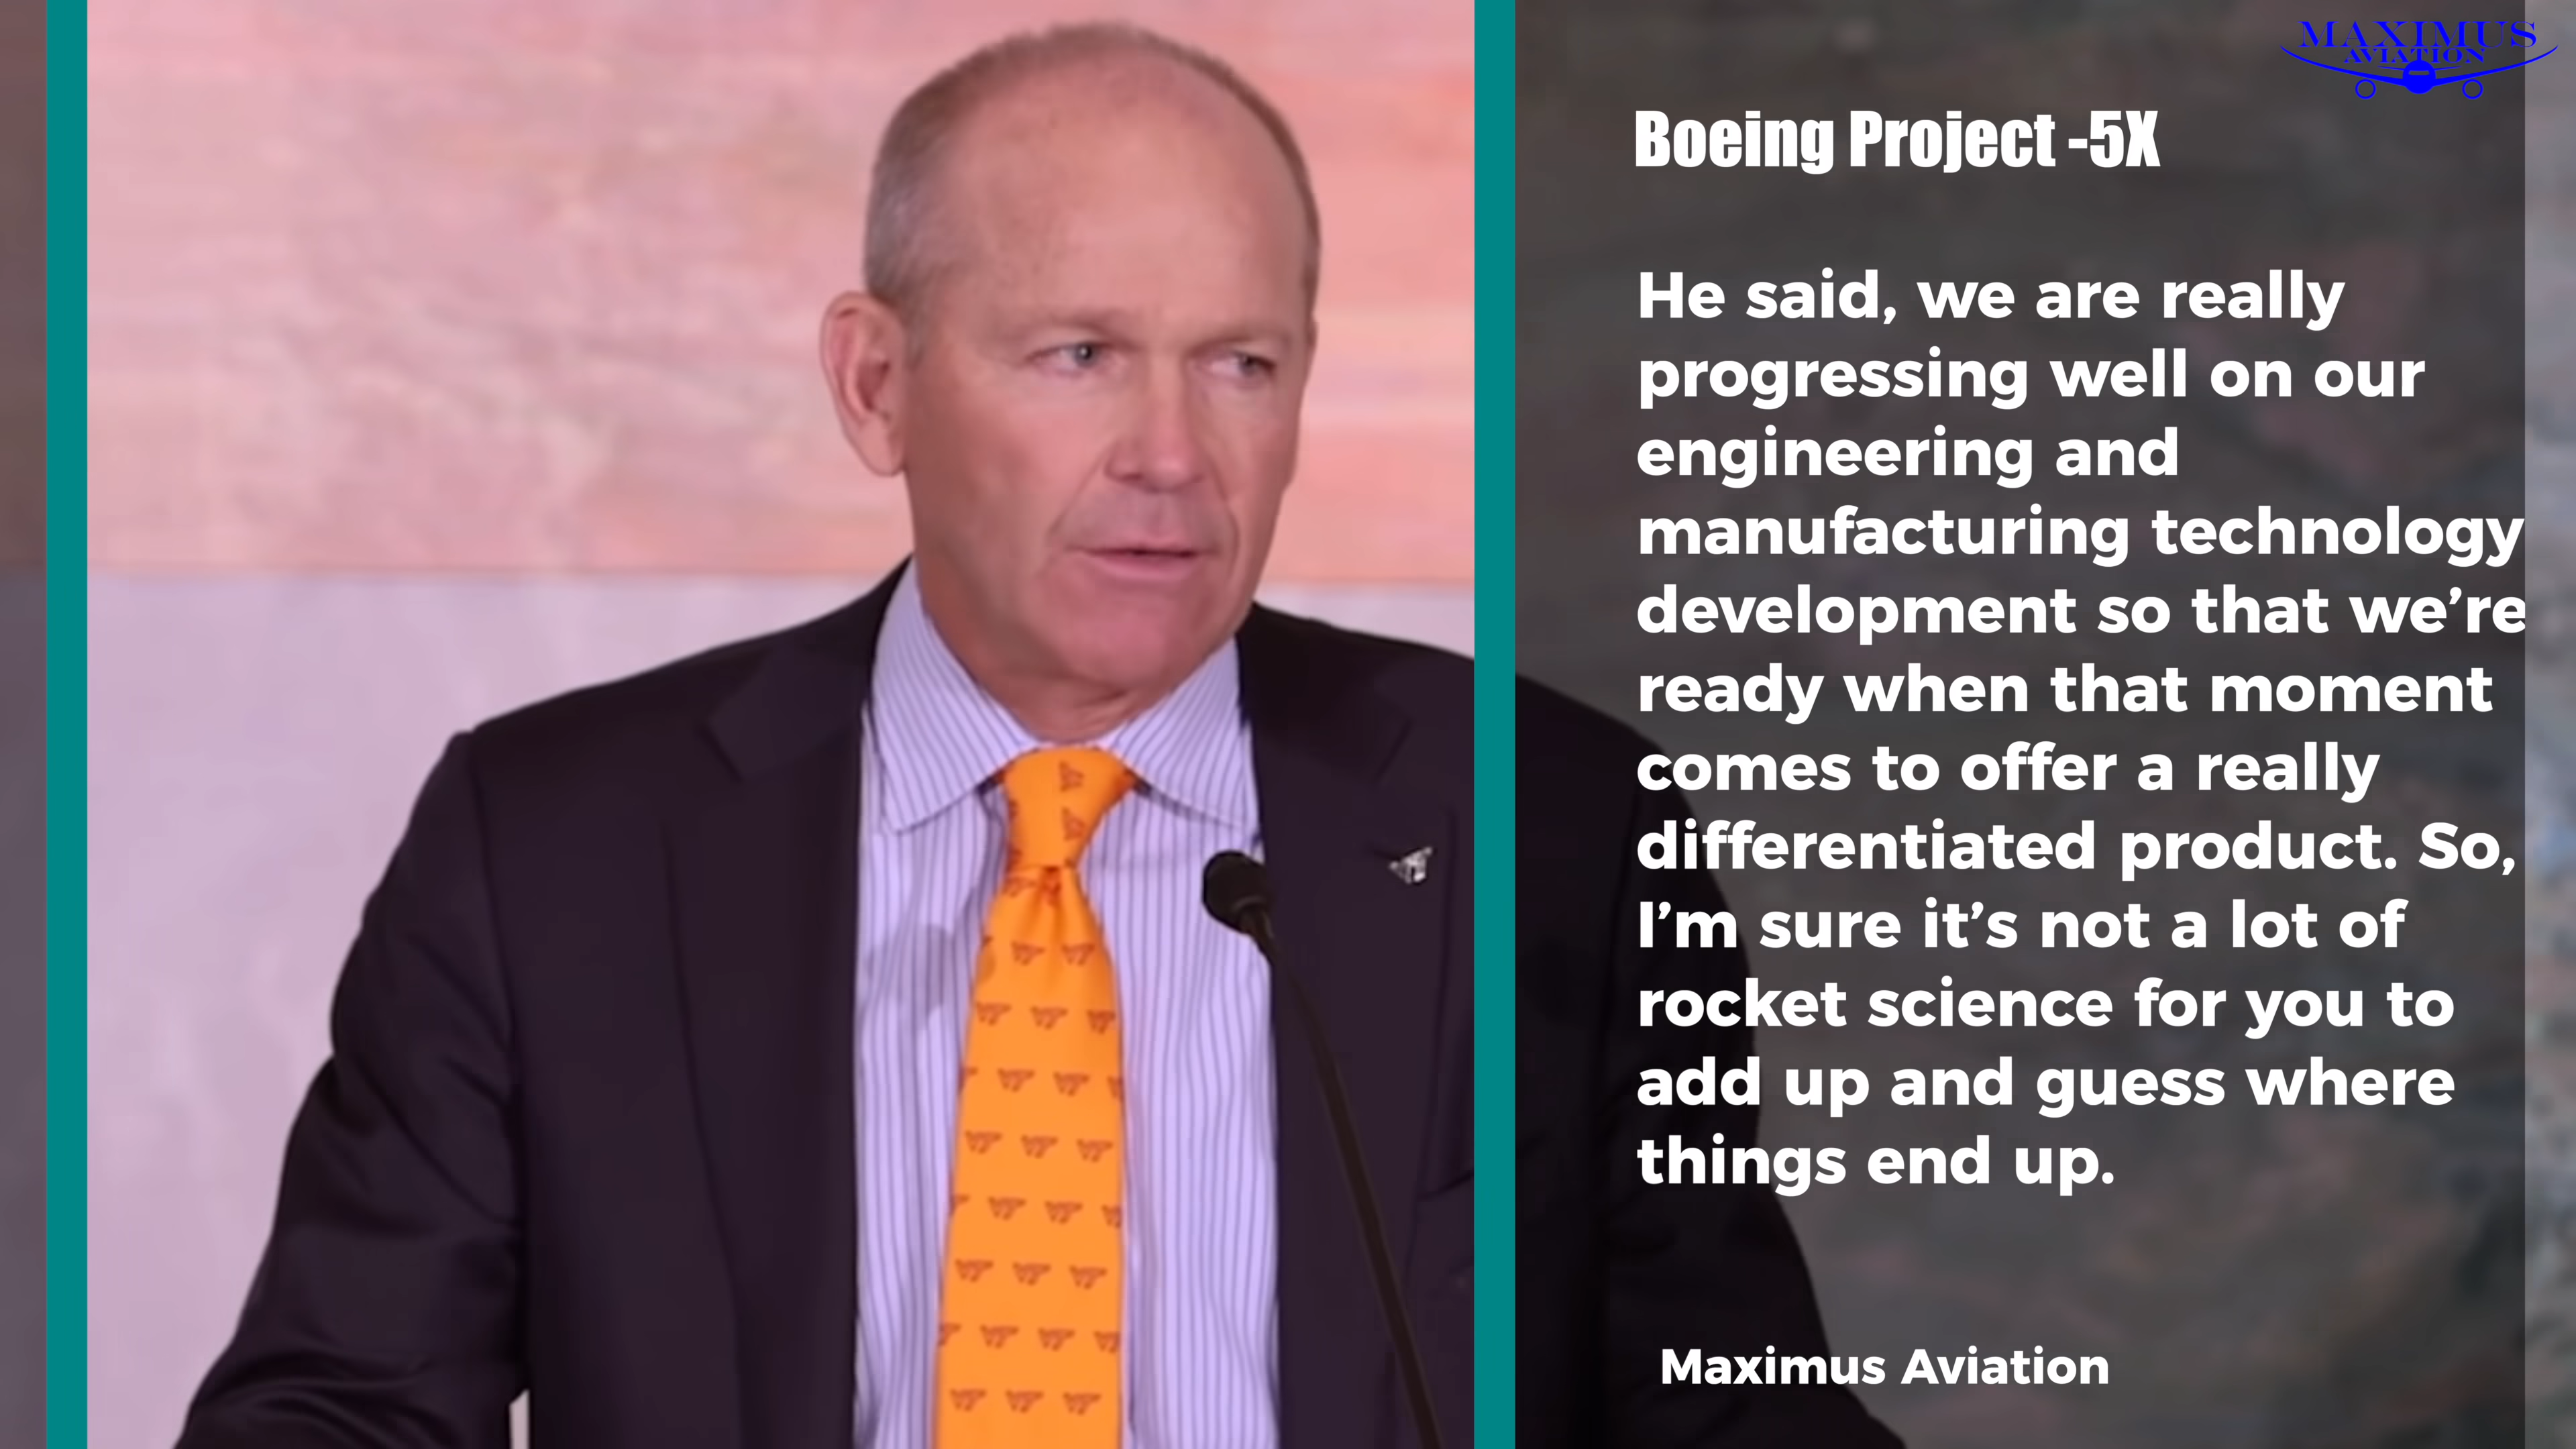 MAXIMUS
AVIATION
Boeing Project -5X
He said, we are really
progressing well on our
engineering and
manufacturing technology
development so that we’re
ready when that moment
comes to offer a really
differentiated product. So,
I’m sure it’s not a lot of
rocket science for you to
add up and guess where
things end up.
Maximus Aviation